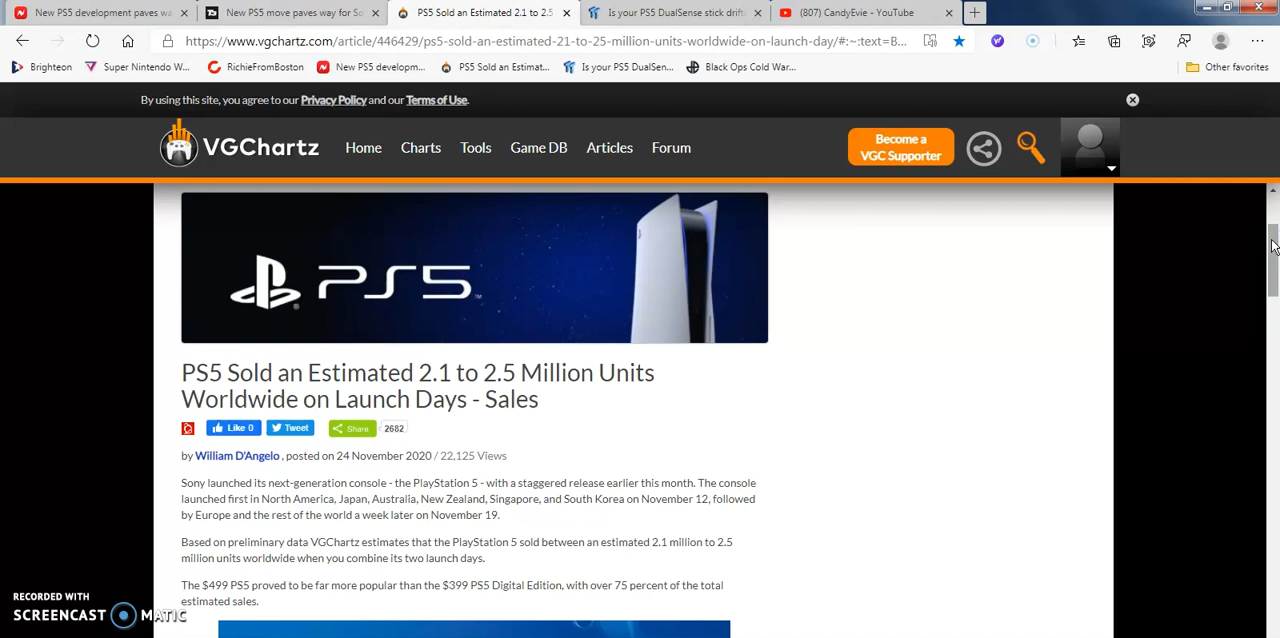 New PS5 development paves wa
New PS5 move paves way for So
PS5 Sold an Estimated 2.1 to 2.5
Is your PS5 DualSense stick drifti
(807) CandyEvie - YouTube
https://www.vgchartz.com/article/446429/ps5-sold-an-estimated-21-to-25-million-units-worldwide-on-launch-day/#:~:text=B...
Brighteon
Super Nintendo W...
RichieFromBoston
New PS5 developm...
PS5 Sold an Estimat...
Is your PS5 DualSen...
Black Ops Cold War...
Other favorites
By using this site, you agree to our Privacy Policy and our Terms of Use.
VGChartz
Home Charts Tools Game DB Articles Forum
Become a
VGC Supporter
PS5
PS5 Sold an Estimated 2.1 to 2.5 Million Units
Worldwide on Launch Days - Sales
Like 0 Tweet Share 2682
by William D'Angelo , posted on 24 November 2020 / 22,125 Views
Sony launched its next-generation console - the PlayStation 5 - with a staggered release earlier this month. The console
launched first in North America, Japan, Australia, New Zealand, Singapore, and South Korea on November 12, followed
by Europe and the rest of the world a week later on November 19.
Based on preliminary data VGChartz estimates that the PlayStation 5 sold between an estimated 2.1 million to 2.5
million units worldwide when you combine its two launch days.
The $499 PS5 proved to be far more popular than the $399 PS5 Digital Edition, with over 75 percent of the total
estimated sales.
RECORDED WITH
SCREENCAST MATIC